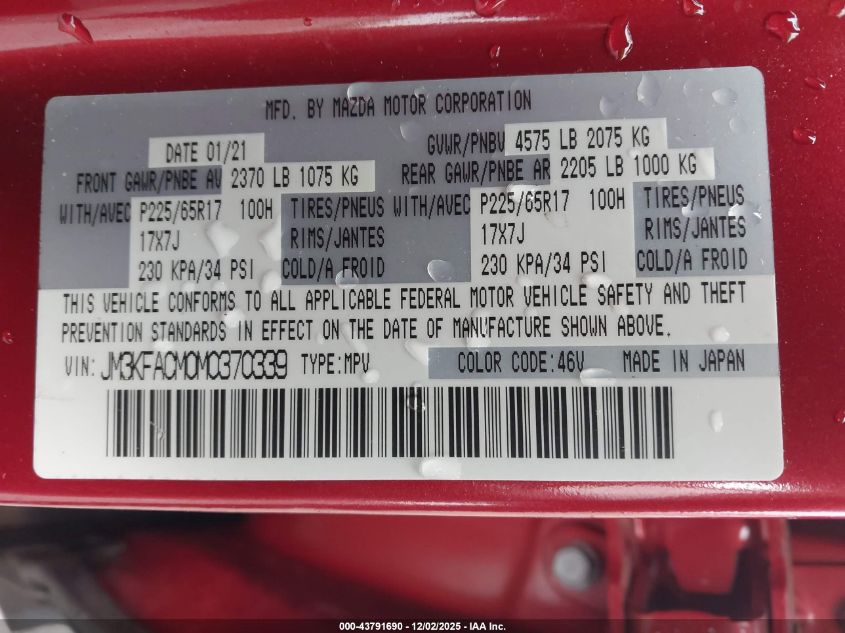 MFD. BY MAZDA MOTOR CORPORATION
DATE 01/21 GVWR/PNBV 4575 LB 2075 KG
FRONT GAWR/PNBE AV 2370 LB 1075 KG REAR GAWR/PNBE AR 2205 LB 1000 KG
WITH/AVEC P225/65R17 100H TIRES/PNEUS WITH/AVEC P225/65R17 100H TIRES/PNEUS
17X7J RIMS/JANTES 17X7J RIMS/JANTES
230 KPA/34 PSI COLD/A FROID 230 KPA/34 PSI COLD/A FROID
THIS VEHICLE CONFORMS TO ALL APPLICABLE FEDERAL MOTOR VEHICLE SAFETY AND THEFT
PREVENTION STANDARDS IN EFFECT ON THE DATE OF MANUFACTURE SHOWN ABOVE.
VIN: JM3KFACM0M0370339 TYPE:MPV COLOR CODE:46V MADE IN JAPAN
000-43791690 - 12/02/2025 - IAA Inc.